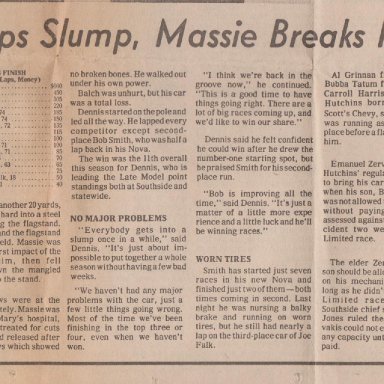 ps Slump, Massie Breaks
FINISH
Laps, Money)
$600
another 20 yards,
hard into a steel
the flagstand.
and the flagstand
Massie was
impact of the
then left
the mangled
the stand.
were at the
Massie was
Mary's hospital,
treated for cuts
and released after
which showed
no broken bones. He walked out
under his own power.
Balch was unhurt, but his car
was a total loss.
Dennis started on the pole and
led all the way. He lapped every
competitor except second-
place Bob Smith, who was half a
lap back in his Nova.
The win was the 11th overall
this season for Dennis, who is
leading the Late Model point
standings both at Southside and
statewide.
NO MAJOR PROBLEMS
"Everybody gets into a
slump once in a while," said
Dennis. "It's just about im-
possible to put together a whole
season without having a few bad
weeks.
"We haven't had any major
problems with the car, just a
few little things going wrong.
Most of the time we've been
finishing in the top three or
four, even when we haven't
won.
"I think we're back in the
groove now," he continued.
"This is a good time to have
things going right. There are a
lot of big races coming up, and
we'd like to win our share."
Dennis said he felt confident
he could win after he drew the
number-one starting spot, but
he praised Smith for his second-
place run.
"Bob is improving all the
time," said Dennis. "It's just a
matter of a little more expe
rience and a little luck and he'll
be winning races."
WORN TIRES
Smith has started just seven
races in his new Nova and
finished just two of them — both
times coming in second. Last
night he was nursing a balky
brake and running on worn
tires, but he still had nearly a
lap on the third-place car of Joe
Falk.
Al Grinnan
Bubba Tatum
Carroll Harris
Hutchins bor
Scott's Chevy, s
was running as
place before a fl
him.
Emanuel Zerv
Hutchins' regula
to bring his car
when his son, B
was not allowed
without paying
assessed agains
cident two we
Limited race.
The elder Zer
son should be all
on his mechani
long as he didn'
Limited race
Southside chief s
Jones ruled the
vakis could not e
any capacity unt
paid.